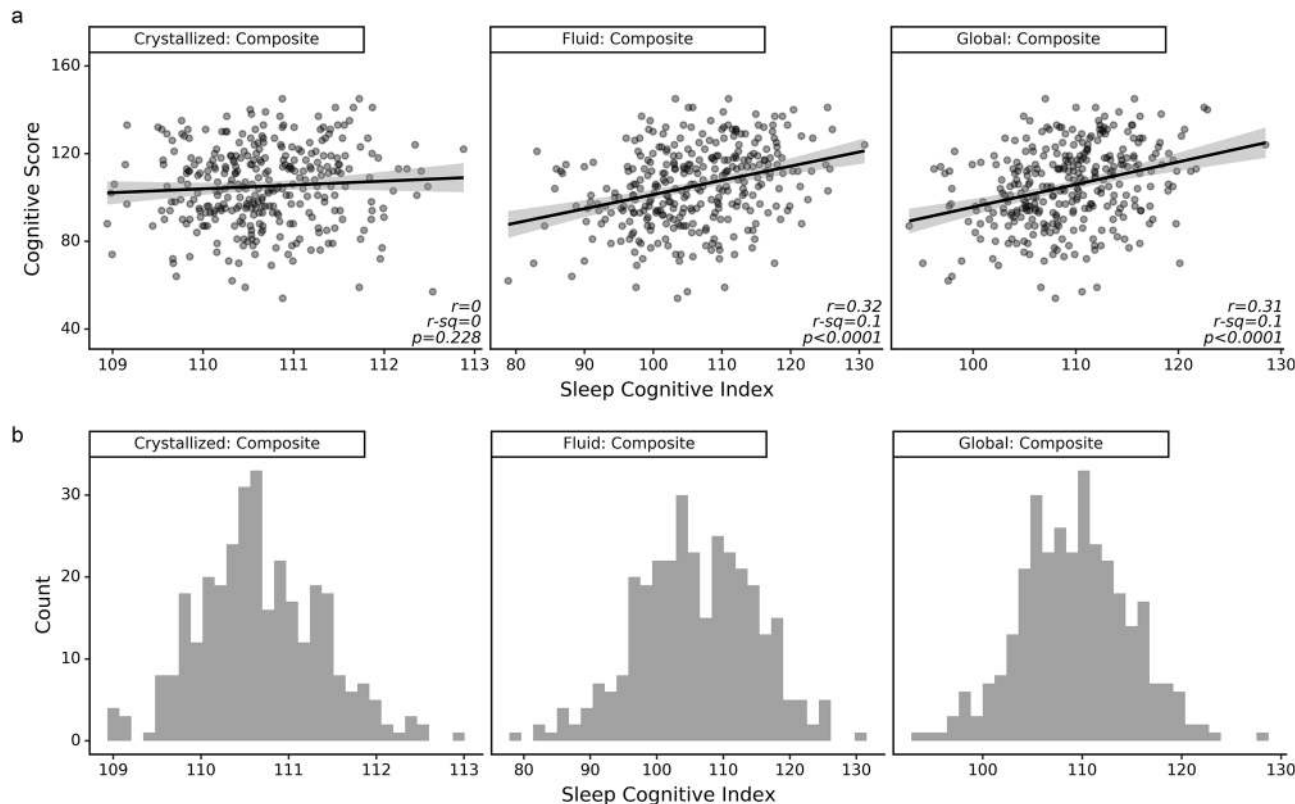 a
Crystallized: Composite
Fluid: Composite
Global: Composite
160
120
80
40
Cognitive Score
r=0
r-sq=0
p=0.228
r=0.32
r-sq=0.1
p<0.0001
r=0.31
r-sq=0.1
p<0.0001
109 110 111 112 113
80 90 100 110 120 130
100 110 120 130
Sleep Cognitive Index
b
Crystallized: Composite
Fluid: Composite
Global: Composite
30
20
10
0
Count
109 110 111 112 113
80 90 100 110 120 130
100 110 120 130
Sleep Cognitive Index